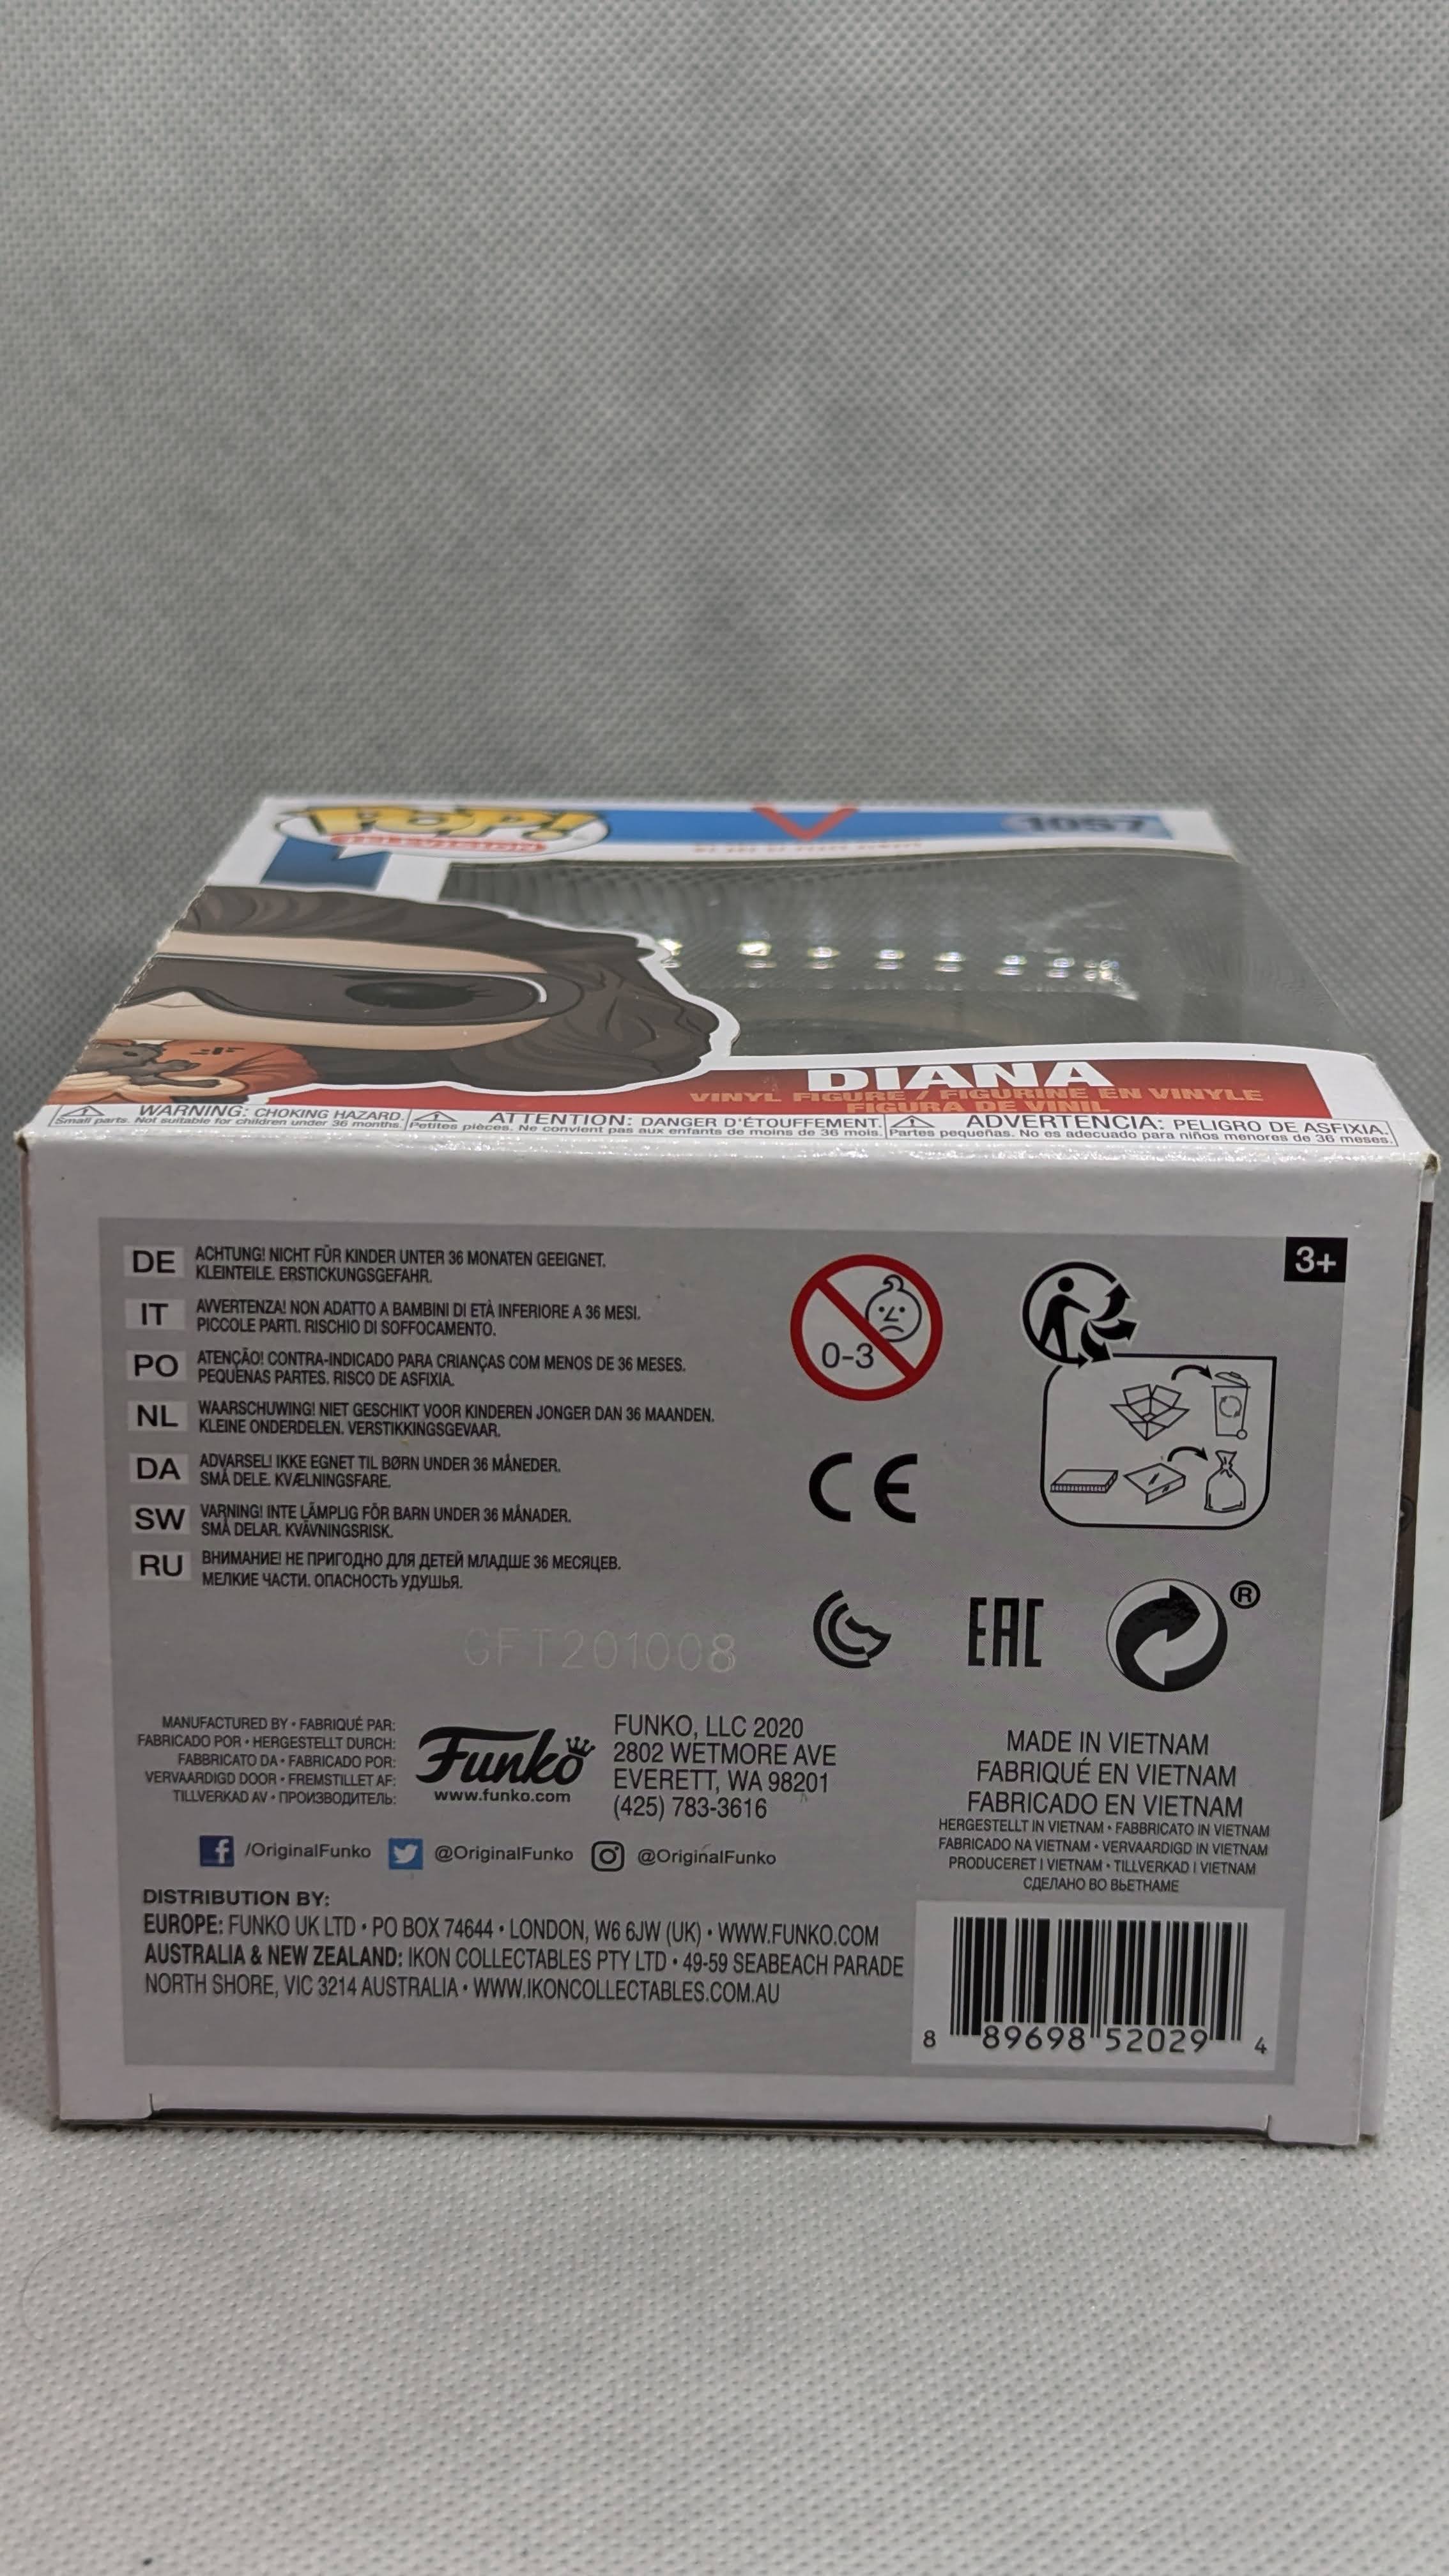 POP!
TELEVISION
V
1057
DIANA
VINYL FIGURE / FIGURINE EN VINYLE
FIGURA DE VINIL
WARNING: CHOKING HAZARD.
Small parts. Not suitable for children under 36 months.
ATTENTION: DANGER D'ÉTOUFFEMENT.
Petites pièces. Ne convient pas aux enfants de moins de 36 mois.
ADVERTENCIA: PELIGRO DE ASFIXIA.
Partes pequeñas. No es adecuado para niños menores de 36 meses.
3+
DE ACHTUNG! NICHT FÜR KINDER UNTER 36 MONATEN GEEIGNET.
KLEINTEILE. ERSTICKUNGSGEFAHR.
IT AVVERTENZA! NON ADATTO A BAMBINI DI ETÀ INFERIORE A 36 MESI.
PICCOLE PARTI. RISCHIO DI SOFFOCAMENTO.
PO ATENÇÃO! CONTRA-INDICADO PARA CRIANÇAS COM MENOS DE 36 MESES.
PEQUENAS PARTES. RISCO DE ASFIXIA.
NL WAARSCHUWING! NIET GESCHIKT VOOR KINDEREN JONGER DAN 36 MAANDEN.
KLEINE ONDERDELEN. VERSTIKKINGSGEVAAR.
DA ADVARSEL! IKKE EGNET TIL BØRN UNDER 36 MÅNEDER.
SMÅ DELE. KVÆLNINGSFARE.
SW VARNING! INTE LÄMPLIG FÖR BARN UNDER 36 MÅNADER.
SMÅ DELAR. KVÄVNINGSRISK.
RU ВНИМАНИЕ! НЕ ПРИГОДНО ДЛЯ ДЕТЕЙ МЛАДШЕ 36 МЕСЯЦЕВ.
МЕЛКИЕ ЧАСТИ. ОПАСНОСТЬ УДУШЬЯ.
0-3
CE
EAC
®
GFT201008
MANUFACTURED BY • FABRIQUÉ PAR:
FABRICADO POR • HERGESTELLT DURCH:
FABBRICATO DA • FABRICADO POR:
VERVAARDIGD DOOR • FREMSTILLET AF:
TILLVERKAD AV • ПРОИЗВОДИТЕЛЬ:
Funko
www.funko.com
FUNKO, LLC 2020
2802 WETMORE AVE
EVERETT, WA 98201
(425) 783-3616
MADE IN VIETNAM
FABRIQUÉ EN VIETNAM
FABRICADO EN VIETNAM
HERGESTELLT IN VIETNAM • FABBRICATO IN VIETNAM
FABRICADO NA VIETNAM • VERVAARDIGD IN VIETNAM
PRODUCERET I VIETNAM • TILLVERKAD I VIETNAM
СДЕЛАНО ВО ВЬЕТНАМЕ
/OriginalFunko @OriginalFunko @OriginalFunko
DISTRIBUTION BY:
EUROPE: FUNKO UK LTD • PO BOX 74644 • LONDON, W6 6JW (UK) • WWW.FUNKO.COM
AUSTRALIA & NEW ZEALAND: IKON COLLECTABLES PTY LTD • 49-59 SEABEACH PARADE
NORTH SHORE, VIC 3214 AUSTRALIA • WWW.IKONCOLLECTABLES.COM.AU
8 89698 52029 4